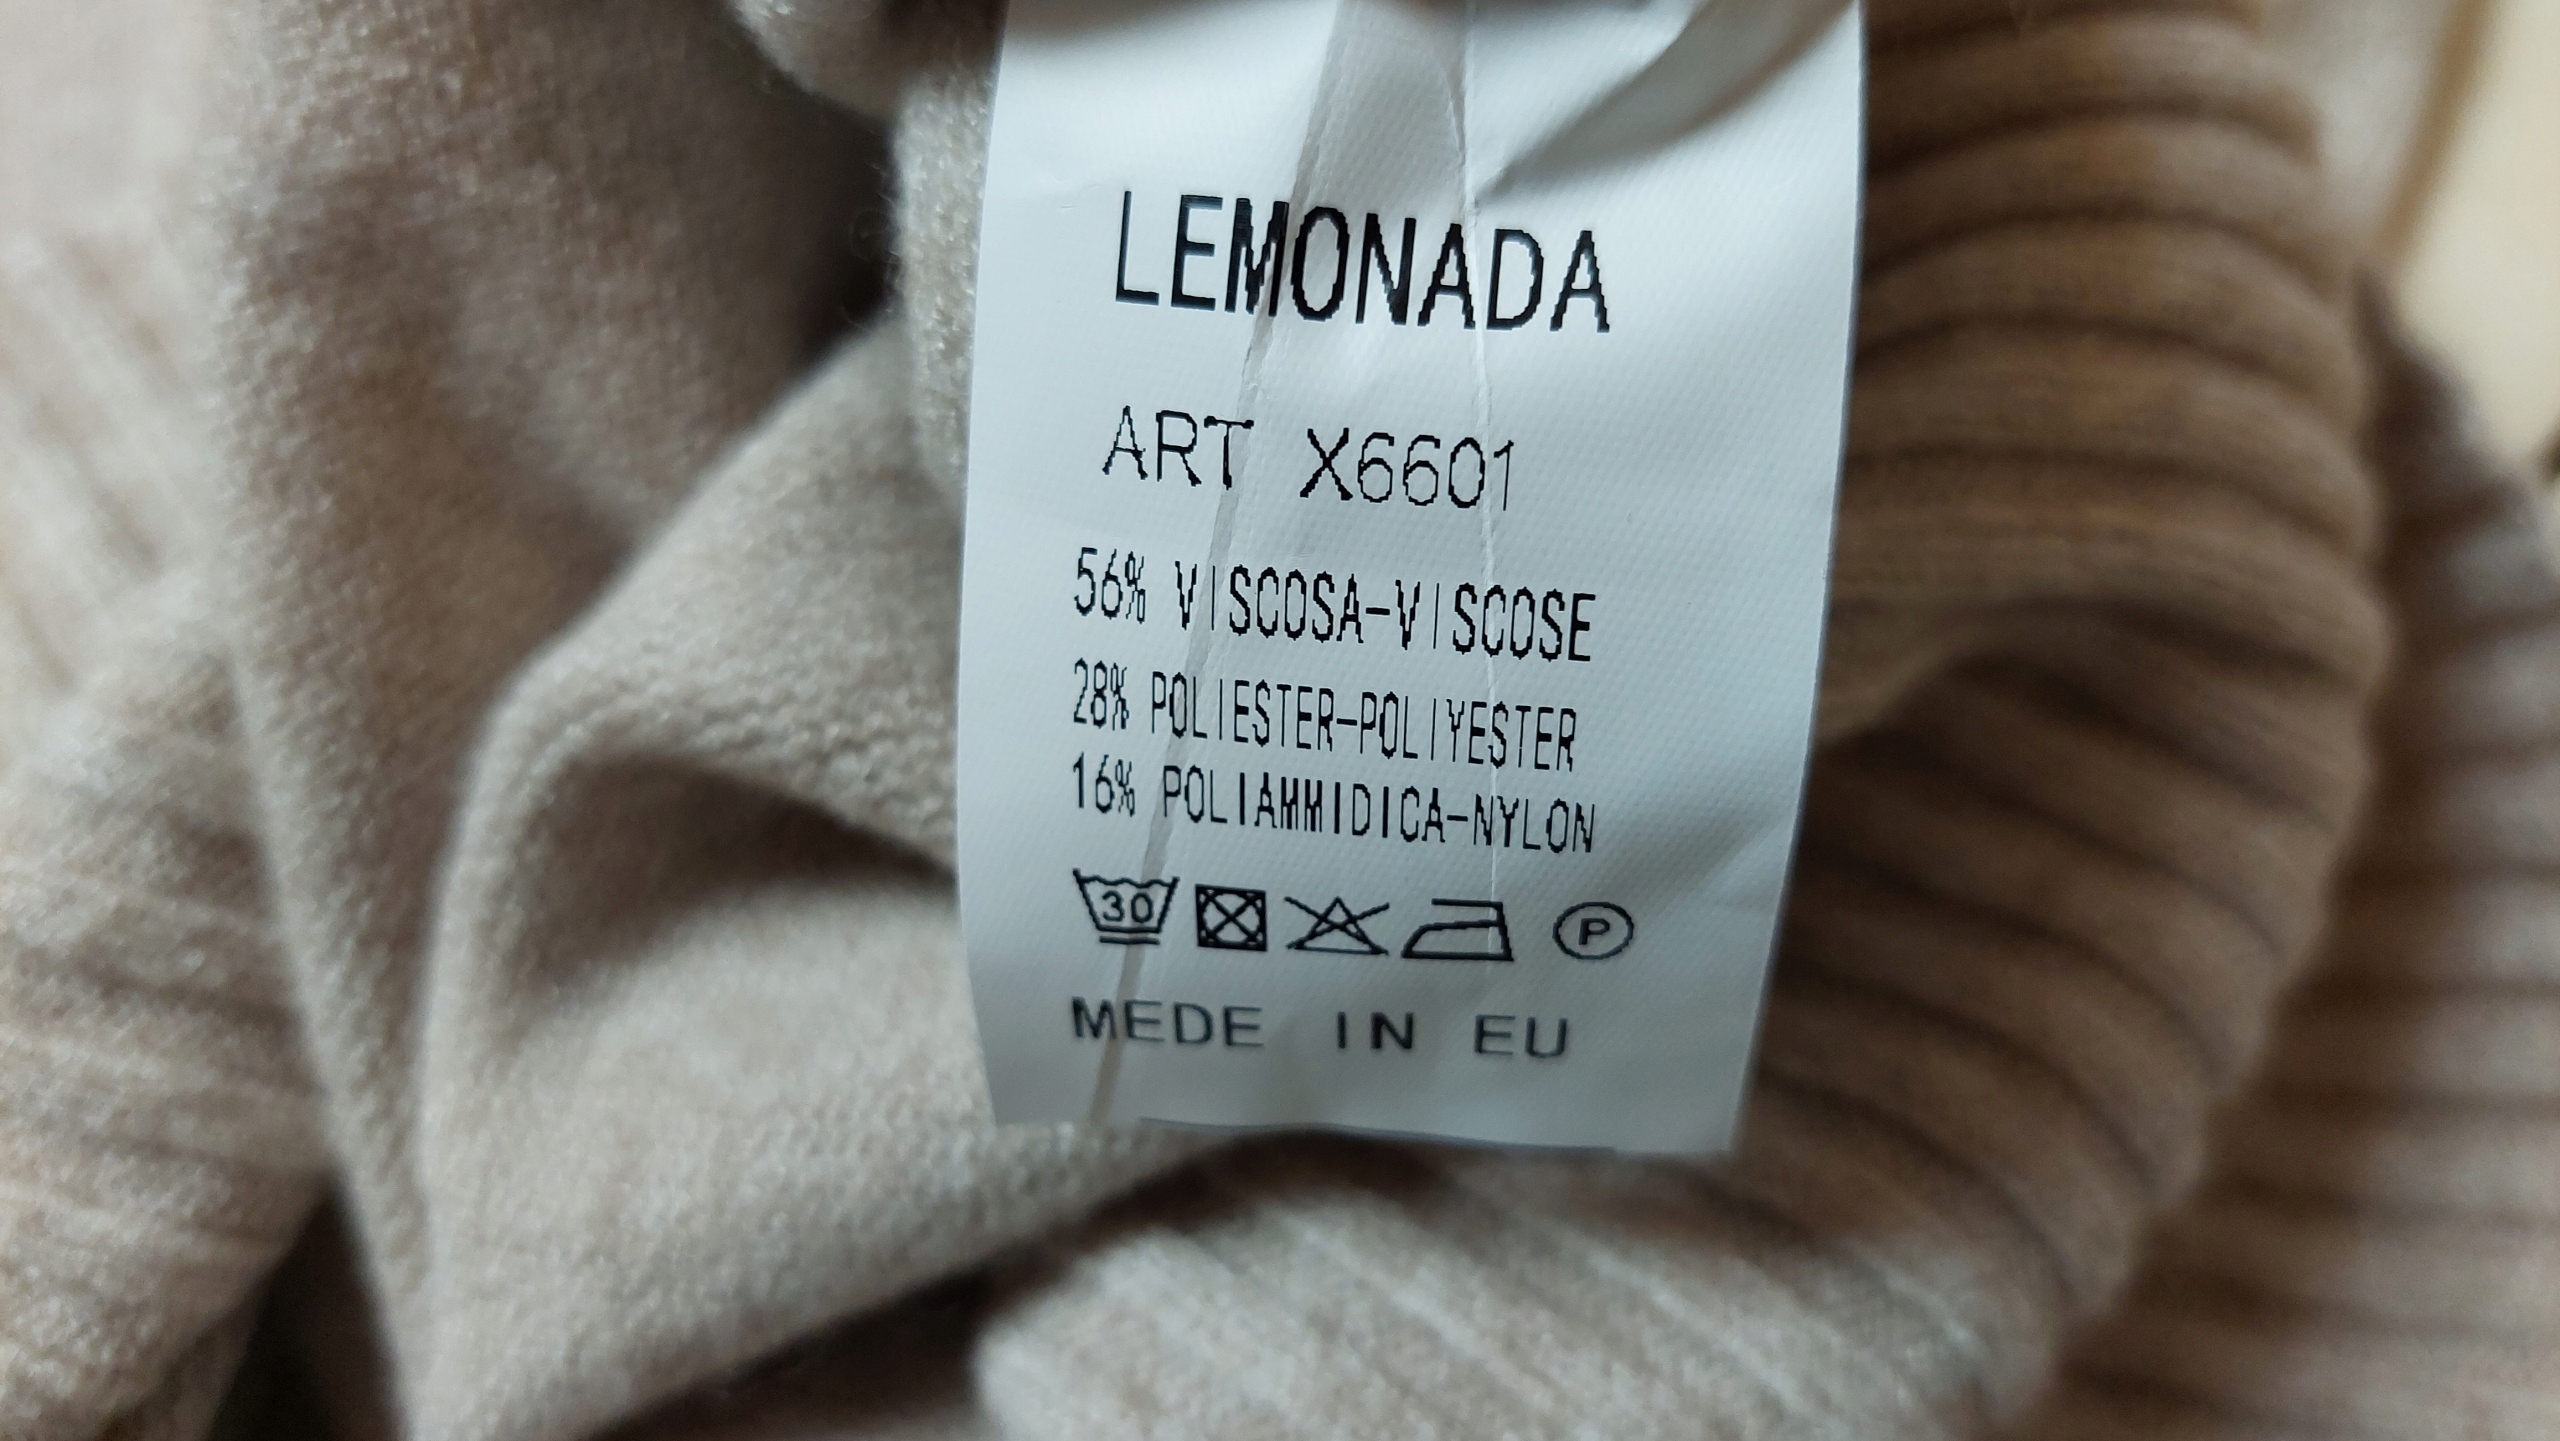 LEMONADA
ART X6601
56% VISCOSA-VISCOSE
28% POLIESTER-POLIYESTER
16% POLIAMMIDICA-NYLON
30 P
MEDE IN EU